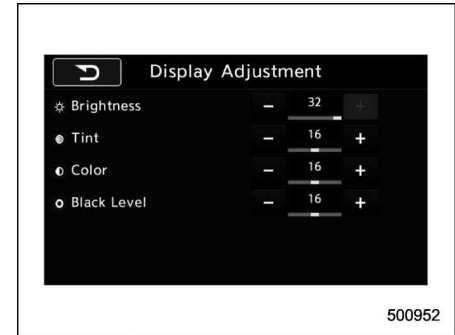 Display Adjustment
Brightness − 32 +
Tint − 16 +
Color − 16 +
Black Level − 16 +
500952